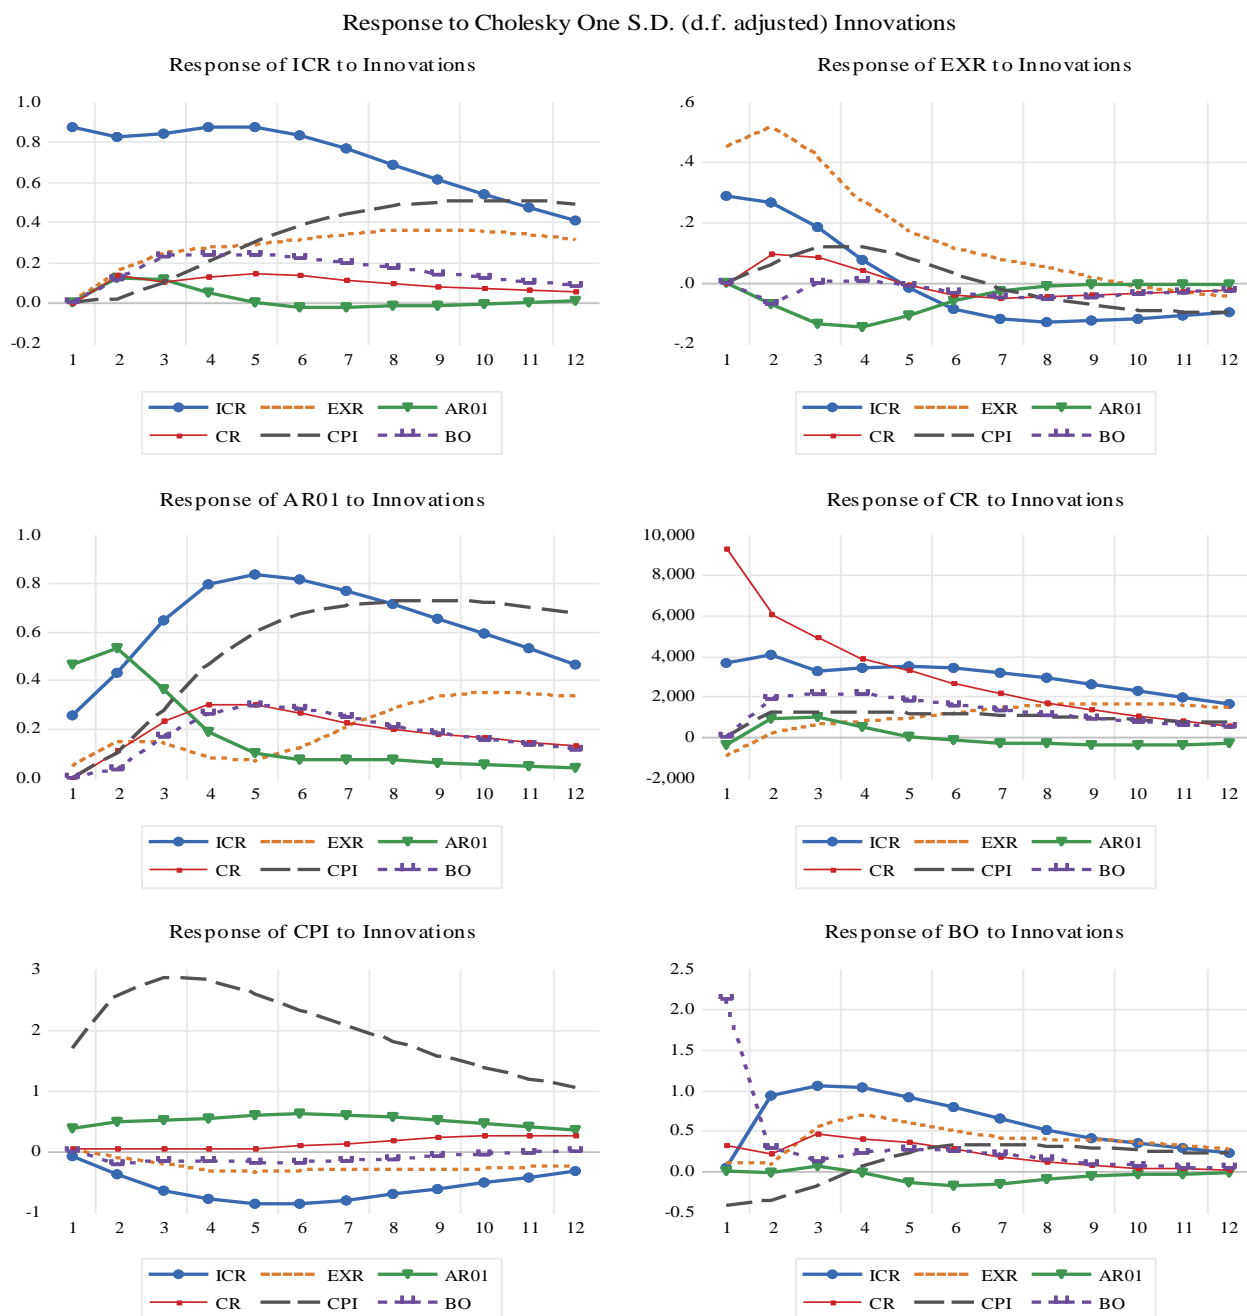 Response to Cholesky One S.D. (d.f. adjusted) Innovations
Response of ICR to Innovations
1.0
0.8
0.6
0.4
0.2
0.0
-0.2
1 2 3 4 5 6 7 8 9 10 11 12
ICR EXR AR01
CR CPI BO
Response of EXR to Innovations
.6
.4
.2
.0
-.2
1 2 3 4 5 6 7 8 9 10 11 12
ICR EXR AR01
CR CPI BO
Response of AR01 to Innovations
1.0
0.8
0.6
0.4
0.2
0.0
1 2 3 4 5 6 7 8 9 10 11 12
ICR EXR AR01
CR CPI BO
Response of CR to Innovations
10,000
8,000
6,000
4,000
2,000
0
-2,000
1 2 3 4 5 6 7 8 9 10 11 12
ICR EXR AR01
CR CPI BO
Response of CPI to Innovations
3
2
1
0
-1
1 2 3 4 5 6 7 8 9 10 11 12
ICR EXR AR01
CR CPI BO
Response of BO to Innovations
2.5
2.0
1.5
1.0
0.5
0.0
-0.5
1 2 3 4 5 6 7 8 9 10 11 12
ICR EXR AR01
CR CPI BO